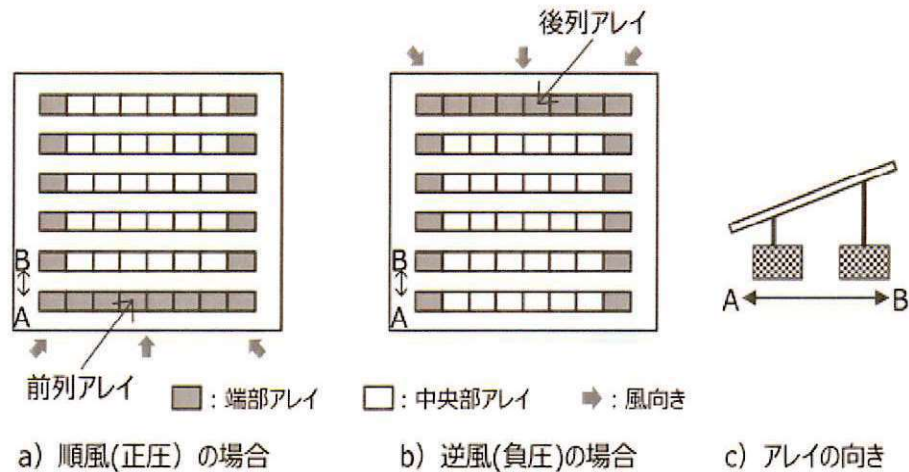 後列アレイ
B
A
B
A
A
B
前列アレイ
：端部アレイ
：中央部アレイ
：風向き
a）順風(正圧）の場合
b）逆風(負圧)の場合
c）アレイの向き